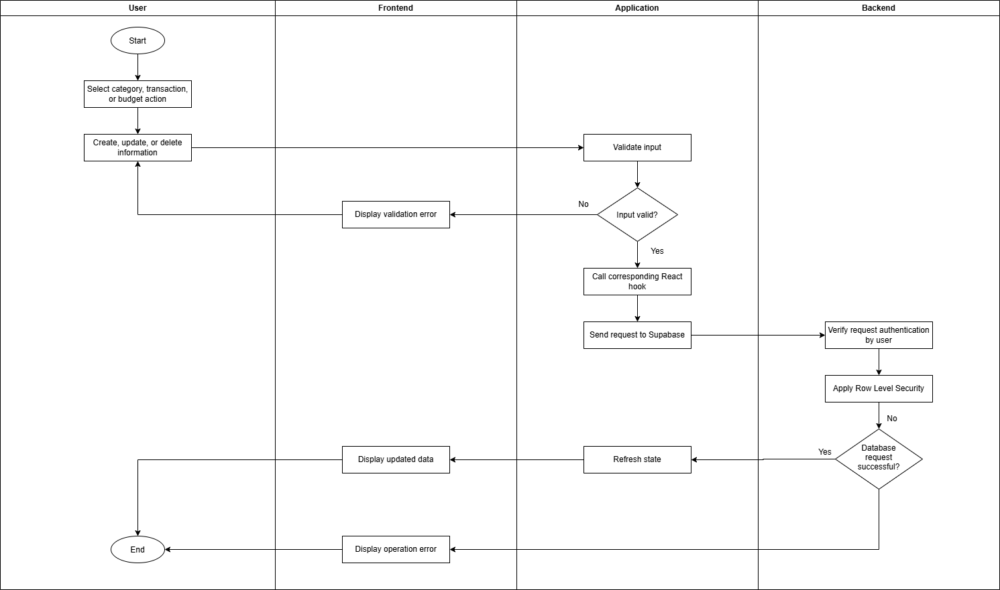 User
Frontend
Application
Backend
Start
Select category, transaction,
or budget action
Create, update, or delete
information
Validate input
No
Display validation error
Input valid?
Yes
Call corresponding React
hook
Send request to Supabase
Verify request authentication
by user
Apply Row Level Security
No
Database
request
successful?
Yes
Refresh state
Display updated data
End
Display operation error